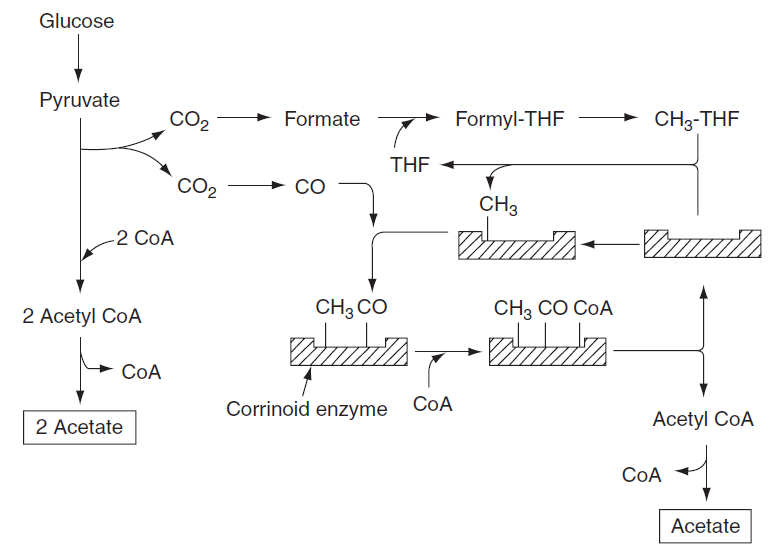 Glucose
Pyruvate
CO2
Formate
Formyl-THF
CH3-THF
THF
CO2
CO
CH3
2 CoA
2 Acetyl CoA
CH3 CO
CH3 CO CoA
CoA
Corrinoid enzyme
CoA
2 Acetate
Acetyl CoA
CoA
Acetate